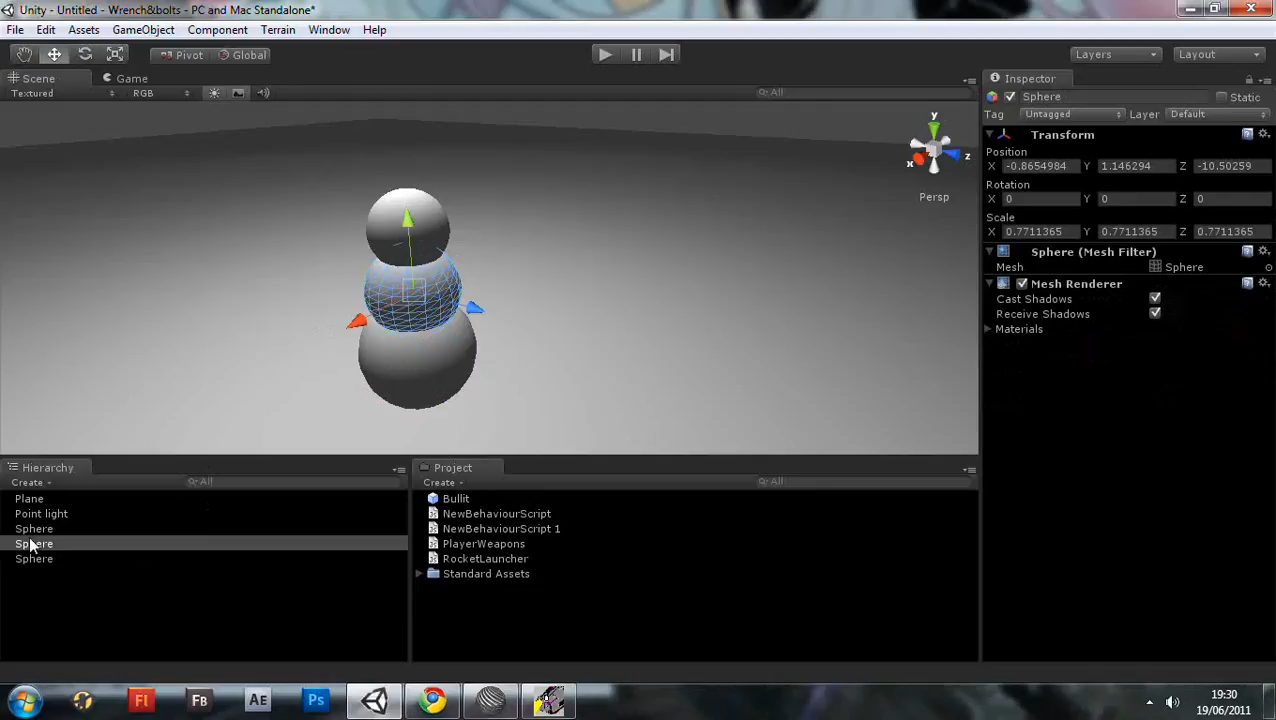 Unity - Untitled - Wrench&bolts - PC and Mac Standalone*
File Edit Assets GameObject Component Terrain Window Help
Pivot Global Layers Layout
Scene Game Inspector
Textured RGB All
Sphere Static
Tag Untagged Layer Default
Transform
Position
X -0.8654984 Y 1.146294 Z -10.50259
Rotation
X 0 Y 0 Z 0
Scale
X 0.7711365 Y 0.7711365 Z 0.7711365
Sphere (Mesh Filter)
Mesh Sphere
Mesh Renderer
Cast Shadows
Receive Shadows
Materials
y
x z
Persp
Hierarchy
Create All
Plane
Point light
Sphere
Sphere
Sphere
Project
Create All
Bullit
NewBehaviourScript
NewBehaviourScript 1
PlayerWeapons
RocketLauncher
Standard Assets
Fl Fb Ae Ps
19:30
19/06/2011